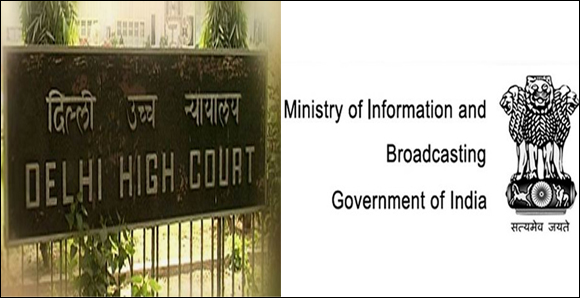 दिल्ली उच्च न्यायालय
DELHI HIGH COURT
Ministry of Information and
Broadcasting
Government of India
सत्यमेव जयते